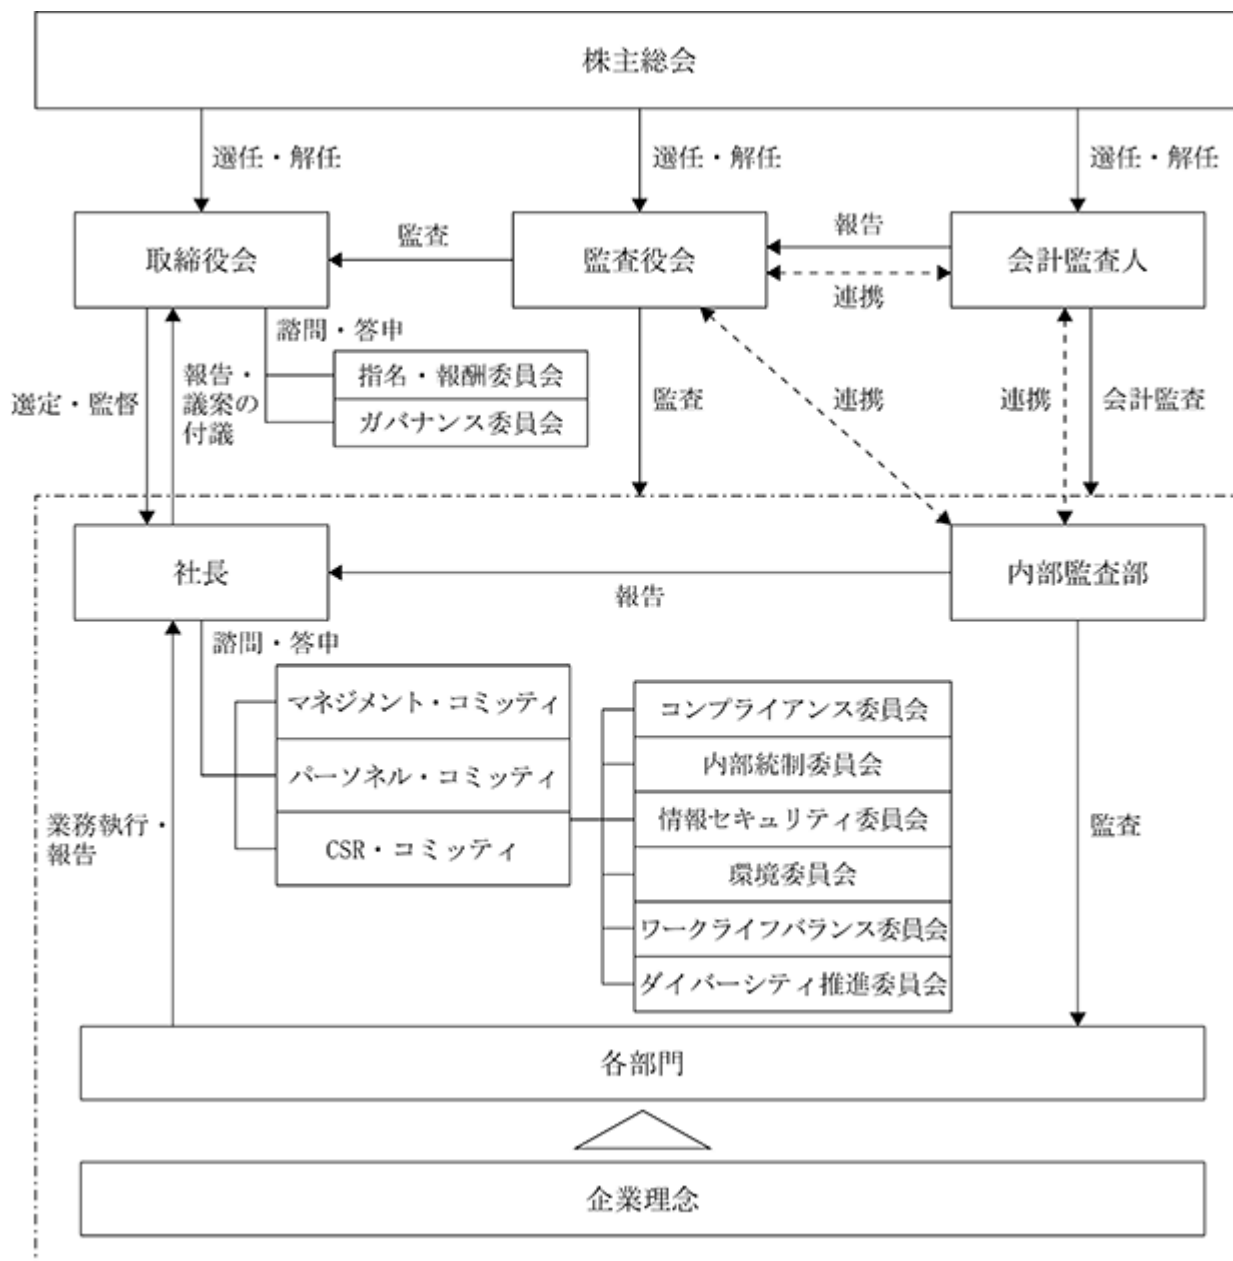 株主総会
選任・解任
選任・解任
選任・解任
取締役会
監査
監査役会
報告
連携
会計監査人
諮問・答申
指名・報酬委員会
ガバナンス委員会
選定・監督
報告・
議案の
付議
監査
連携
連携
会計監査
社長
報告
内部監査部
諮問・答申
マネジメント・コミッティ
パーソネル・コミッティ
CSR・コミッティ
コンプライアンス委員会
内部統制委員会
情報セキュリティ委員会
環境委員会
ワークライフバランス委員会
ダイバーシティ推進委員会
業務執行・
報告
監査
各部門
企業理念